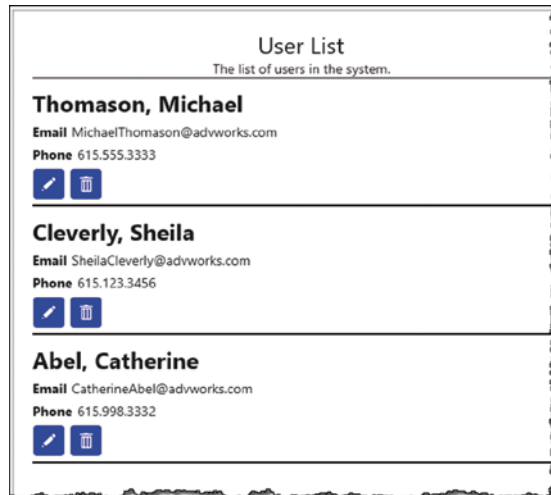 User List
The list of users in the system.
Thomason, Michael
Email MichaelThomason@advworks.com
Phone 615.555.3333
Cleverly, Sheila
Email SheilaCleverly@advworks.com
Phone 615.123.3456
Abel, Catherine
Email CatherineAbel@advworks.com
Phone 615.998.3332